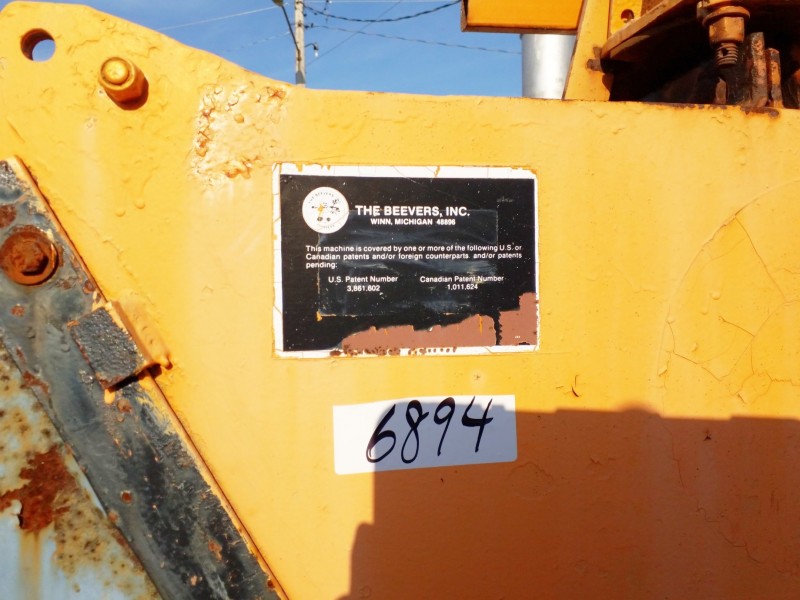 THE BEEVERS, INC.
WINN, MICHIGAN 48896
This machine is covered by one or more of the following U.S. or
Canadian patents and/or foreign counterparts and/or patents
pending:
U.S. Patent Number Canadian Patent Number
3,861,602 1,011,624
6894